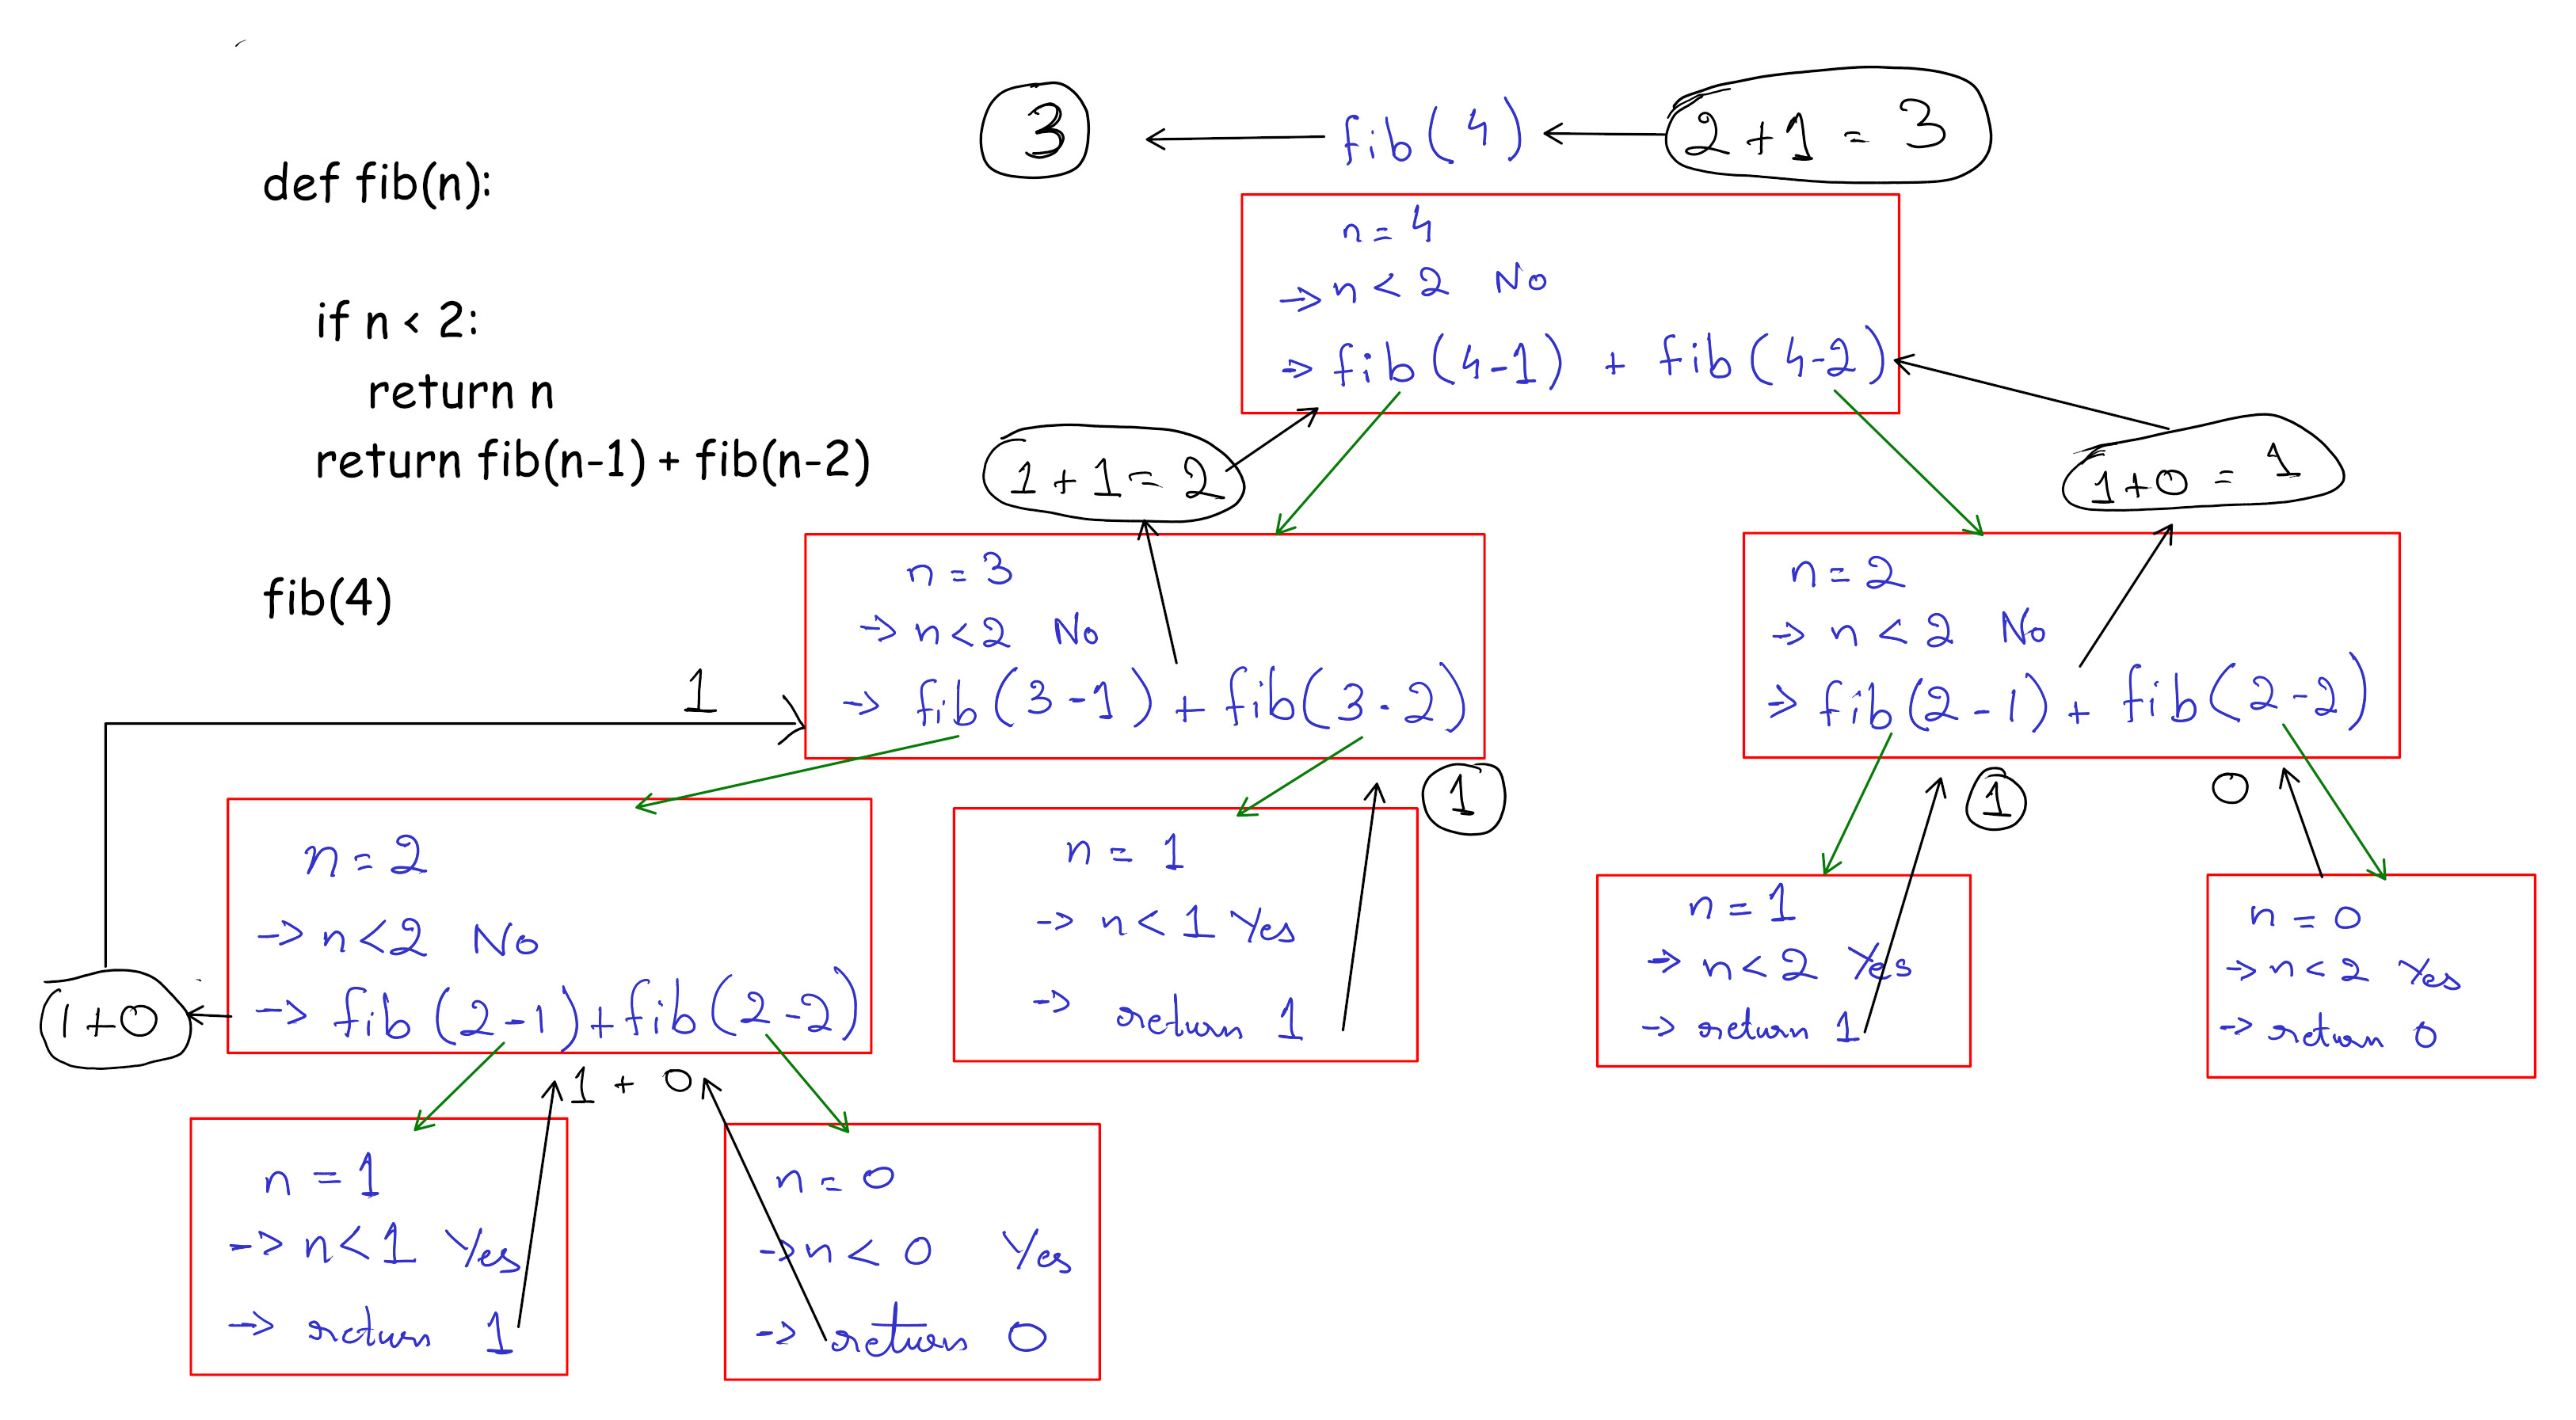 def fib(n):
if n < 2:
return n
return fib(n-1) + fib(n-2)
fib(4)
3
fib(4)
2+1 = 3
n = 4
→ n < 2 No
→ fib(4-1) + fib(4-2)
1+1 = 2
1+0 = 1
n = 3
→ n<2 No
→ fib(3-1) + fib(3-2)
n = 2
→ n < 2 No
→ fib(2-1) + fib(2-2)
1
1
1
0
n = 2
→ n<2 No
→ fib(2-1)+fib(2-2)
1+0
n = 1
→ n< 1 Yes
→ return 1
n = 1
→ n<2 Yes
→ return 1
n = 0
→ n<2 Yes
→ return 0
1 + 0
n = 1
→ n<1 Yes
→ return 1
n = 0
→ n< 0 Yes
→ return 0